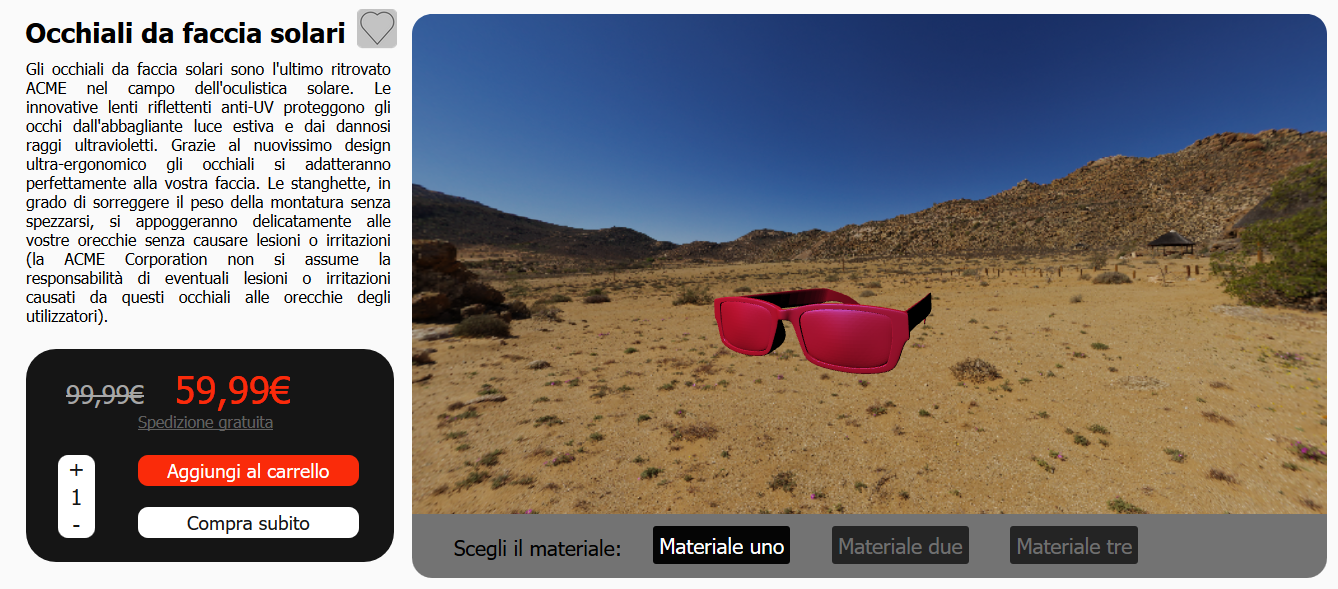 Occhiali da faccia solari
Gli occhiali da faccia solari sono l'ultimo ritrovato
ACME nel campo dell'oculistica solare. Le
innovative lenti riflettenti anti-UV proteggono gli
occhi dall'abbagliante luce estiva e dai dannosi
raggi ultravioletti. Grazie al nuovissimo design
ultra-ergonomico gli occhiali si adatteranno
perfettamente alla vostra faccia. Le stanghette, in
grado di sorreggere il peso della montatura senza
spezzarsi, si appoggeranno delicatamente alle
vostre orecchie senza causare lesioni o irritazioni
(la ACME Corporation non si assume la
responsabilità di eventuali lesioni o irritazioni
causati da questi occhiali alle orecchie degli
utilizzatori).
99,99€ 59,99€
Spedizione gratuita
+
1
-
Aggiungi al carrello
Compra subito
Scegli il materiale: Materiale uno Materiale due Materiale tre